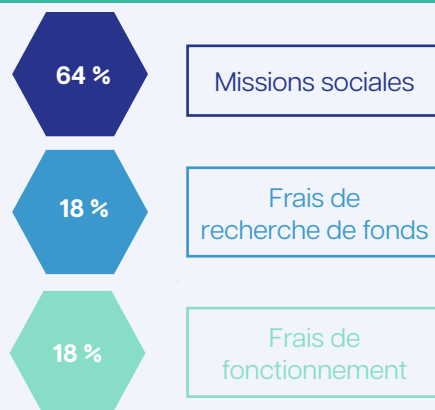 64 %
Missions sociales
18 %
Frais de
recherche de fonds
18 %
Frais de
fonctionnement